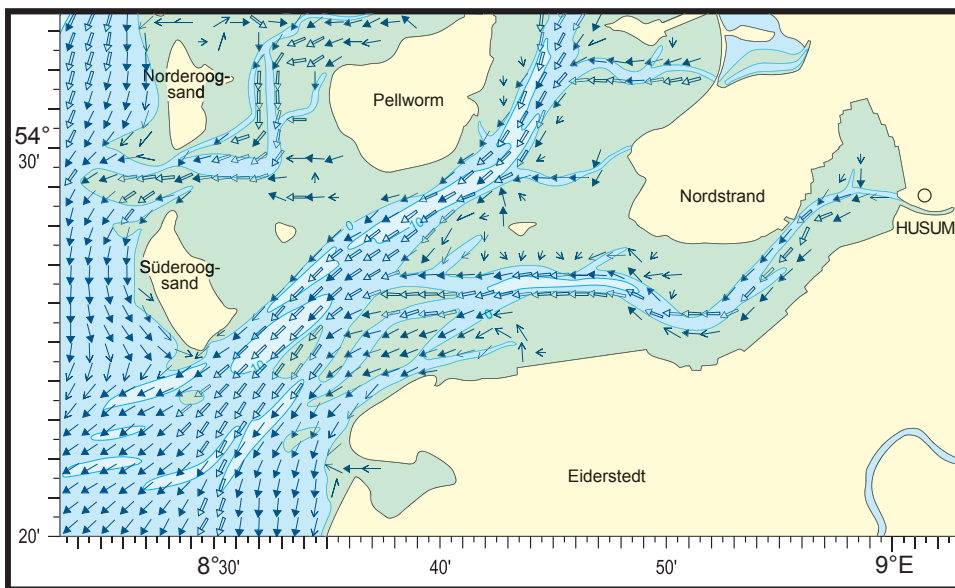 Norderoog-
sand
Pellworm
54°
30'
Nordstrand
HUSUM
Süderoog-
sand
Eiderstedt
20'
8° 30'
40'
50'
9°E